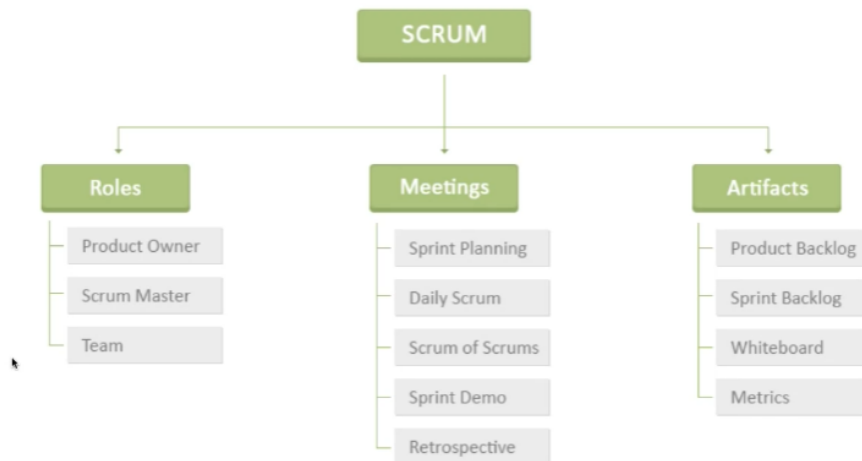 SCRUM
Roles
Product Owner
Scrum Master
Team
Meetings
Sprint Planning
Daily Scrum
Scrum of Scrums
Sprint Demo
Retrospective
Artifacts
Product Backlog
Sprint Backlog
Whiteboard
Metrics